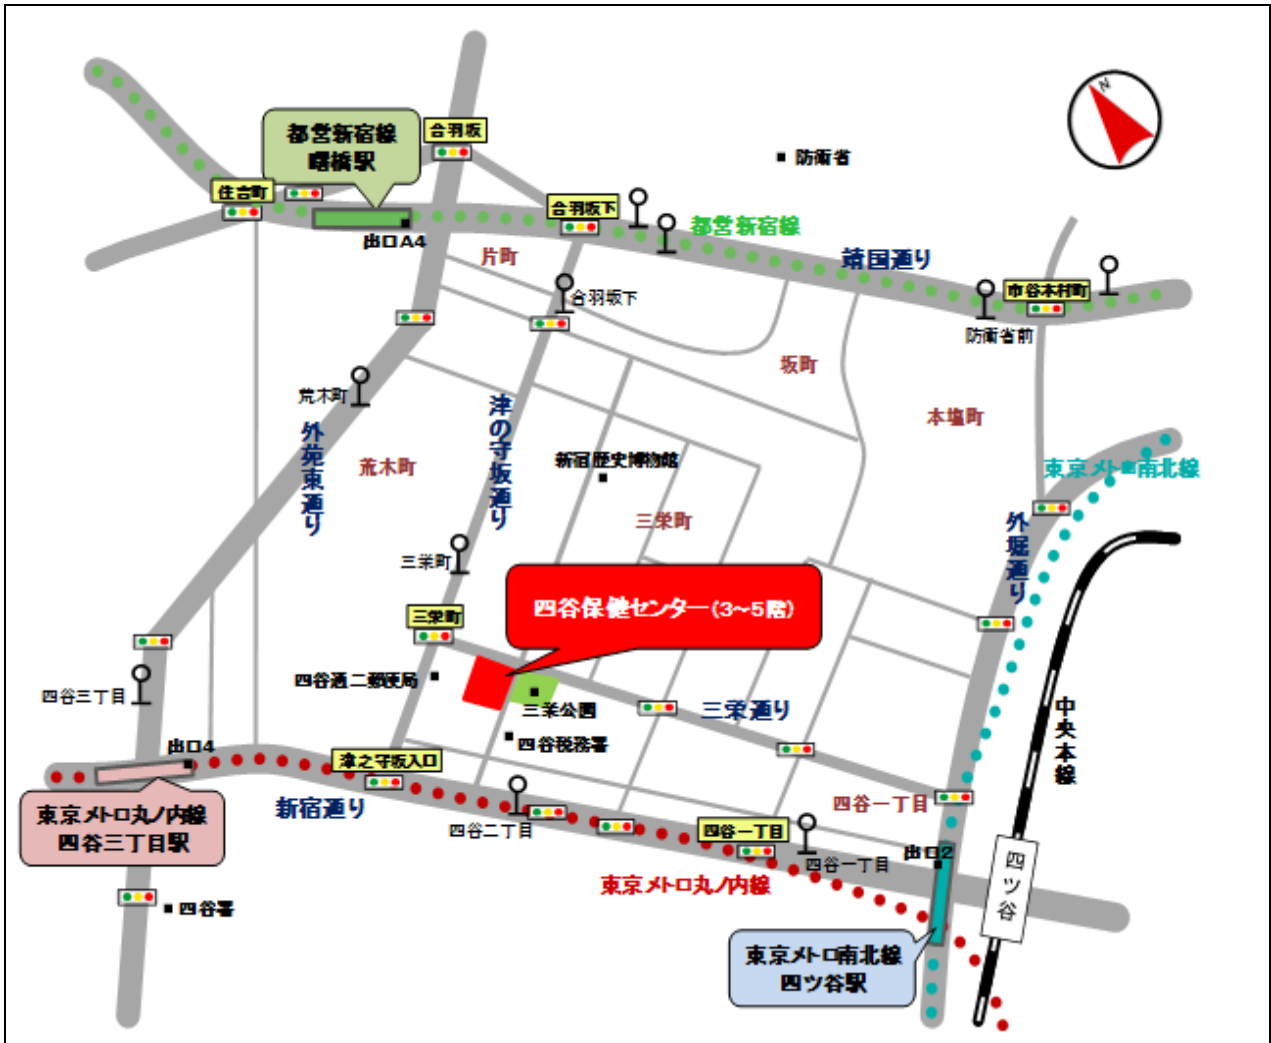 N
都営新宿線
曙橋駅
合羽坂
防衛省
住吉町
合羽坂下
出口A4
都営新宿線
片町
靖国通り
合羽坂下
市谷本村町
防衛省前
坂町
荒木町
津の守坂通り
本塩町
外苑東通り
荒木町
新宿歴史博物館
東京メトロ南北線
三栄町
外堀通り
三栄町
四谷保健センター(3~5階)
三栄町
四谷通二郵便局
四谷三丁目
三栄公園
三栄通り
中央本線
四谷税務署
出口4
津之守坂入口
新宿通り
四谷一丁目
東京メトロ丸ノ内線
四谷三丁目駅
四谷二丁目
四谷一丁目
四谷一丁目
出口2
四ツ谷
東京メトロ丸ノ内線
四谷署
東京メトロ南北線
四ツ谷駅